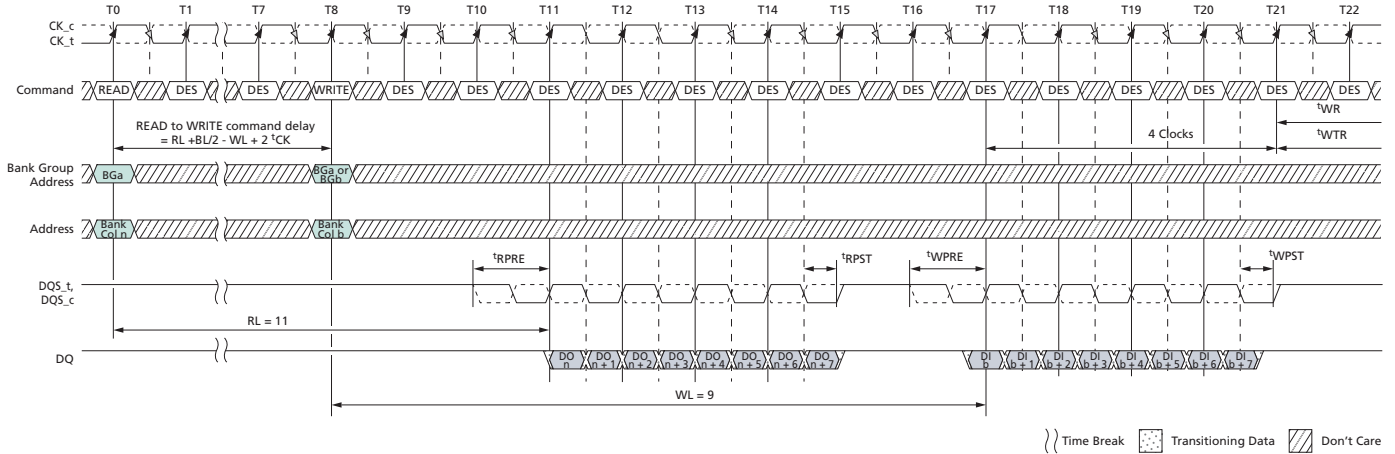 T0 T1 T7 T8 T9 T10 T11 T12 T13 T14 T15 T16 T17 T18 T19 T20 T21 T22
CK_c
CK_t
Command READ DES DES WRITE DES DES DES DES DES DES DES DES DES DES DES DES DES DES
tWR
READ to WRITE command delay
= RL +BL/2 - WL + 2 tCK
4 Clocks
tWTR
Bank Group
Address
BGa
BGa or
BGb
Address
Bank
Col n
Bank
Col b
tRPRE tRPST tWPRE tWPST
DQS_t,
DQS_c
RL = 11
DQ
DO
n
DO
n + 1
DO
n + 2
DO
n + 3
DO
n + 4
DO
n + 5
DO
n + 6
DO
n + 7
DI
b
DI
b + 1
DI
b + 2
DI
b + 3
DI
b + 4
DI
b + 5
DI
b + 6
DI
b + 7
WL = 9
Time Break Transitioning Data Don't Care